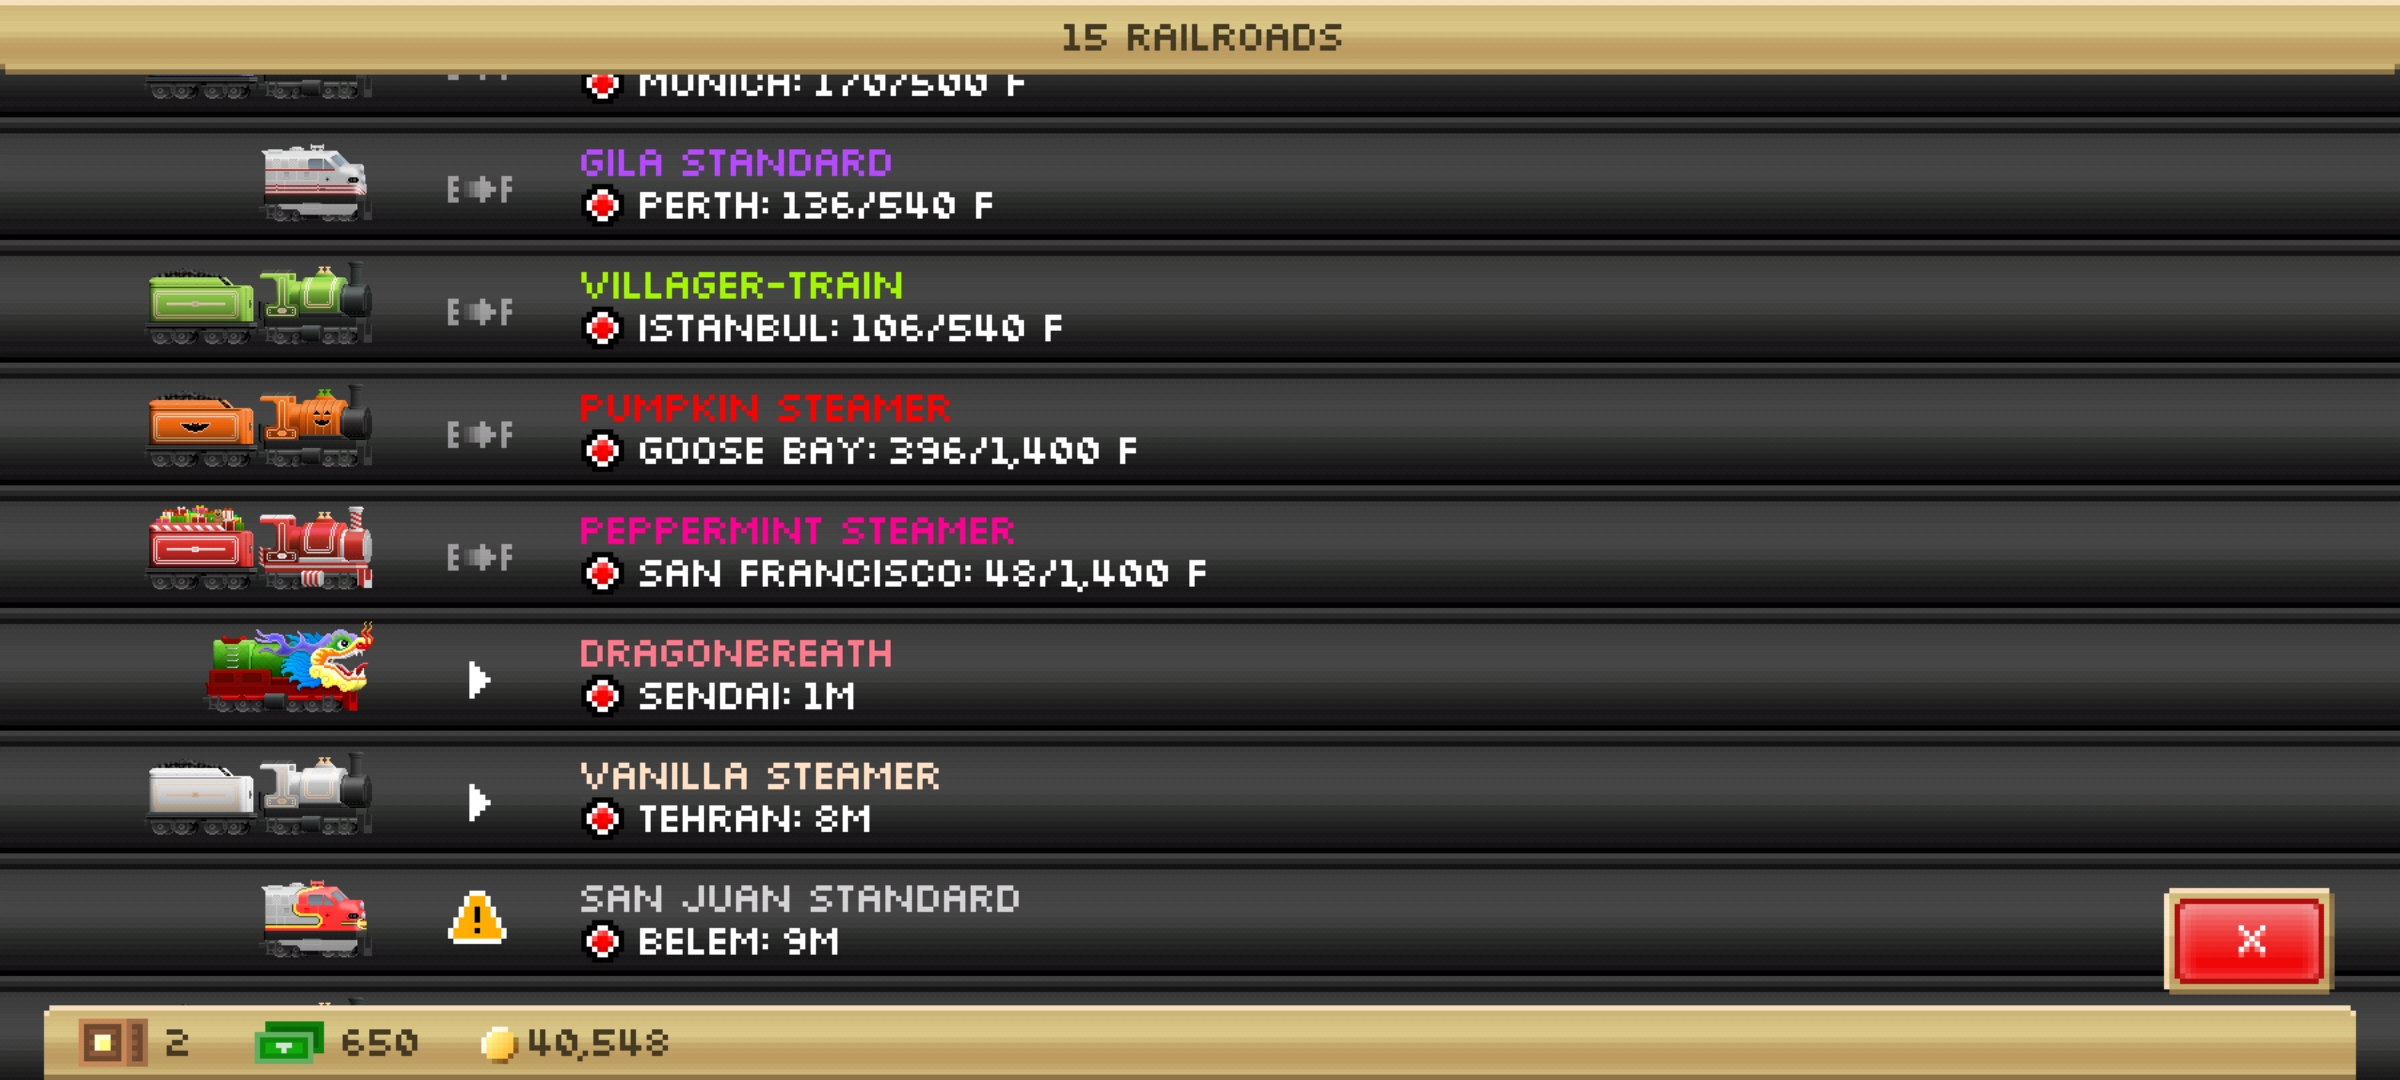 15 RAILROADS
MUNICH: 170/500 F
GILA STANDARD
E F
PERTH: 136/540 F
VILLAGER-TRAIN
E F
ISTANBUL: 106/540 F
PUMPKIN STEAMER
E F
GOOSE BAY: 396/1,400 F
PEPPERMINT STEAMER
E F
SAN FRANCISCO: 48/1,400 F
DRAGONBREATH
SENDAI: 1M
VANILLA STEAMER
TEHRAN: 8M
SAN JUAN STANDARD
!
BELEM: 9M
X
2 650 40,548